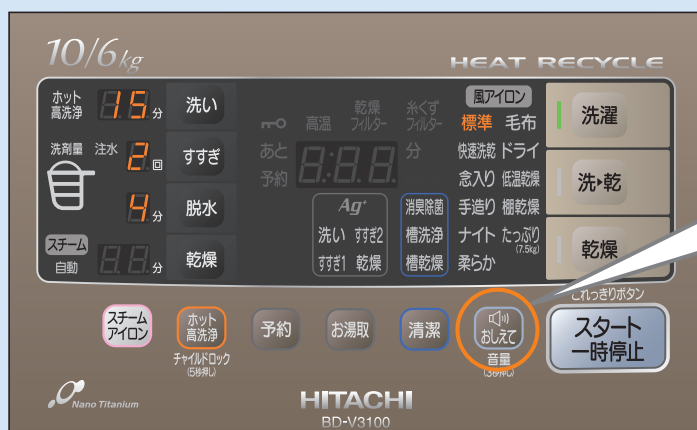 10/6kg
HEAT RECYCLE
ホット高洗浄 15分 洗い
洗剤量 注水 2回 すすぎ
4分 脱水
スチーム 自動 8.8.分 乾燥
高温 乾燥フィルター 糸くずフィルター
あと 8:8.8. 分
予約
Ag+
洗い すすぎ2
すすぎ1 乾燥
消臭除菌
槽洗浄
槽乾燥
風アイロン
標準 毛布
快速洗乾 ドライ
念入り 低温乾燥
手造り 棚乾燥
ナイト たっぷり(7.5kg)
柔らか
洗濯
洗▸乾
乾燥
スチームアイロン
ホット高洗浄
チャイルドロック
(5秒押し)
予約
お湯取
清潔
おしえて
音量
(3秒押し)
これっきりボタン
スタート
一時停止
Nano Titanium
HITACHI
BD-V3100